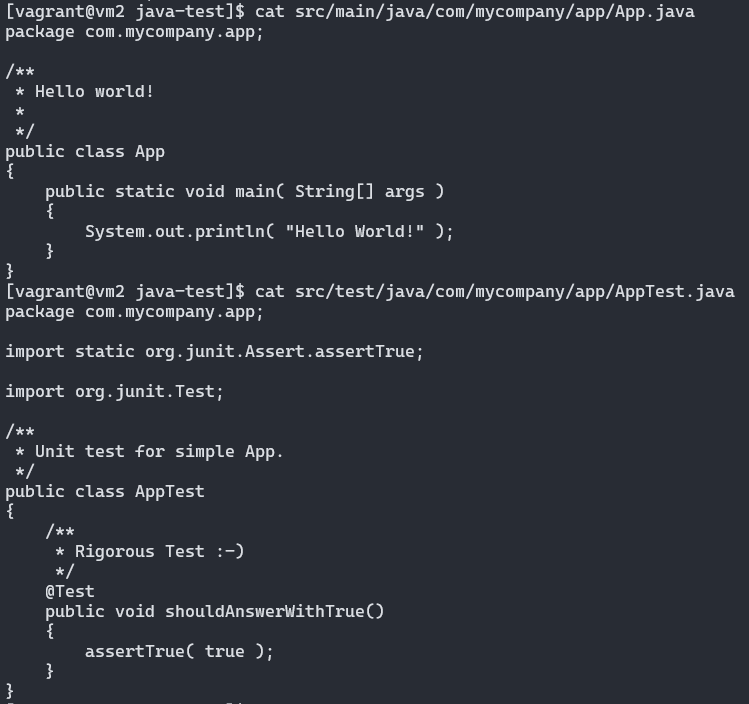 [vagrant@vm2 java-test]$ cat src/main/java/com/mycompany/app/App.java
package com.mycompany.app;
/**
 * Hello world!
 *
 */
public class App
{
    public static void main( String[] args )
    {
        System.out.println( "Hello World!" );
    }
}
[vagrant@vm2 java-test]$ cat src/test/java/com/mycompany/app/AppTest.java
package com.mycompany.app;
import static org.junit.Assert.assertTrue;
import org.junit.Test;
/**
 * Unit test for simple App.
 */
public class AppTest
{
    /**
     * Rigorous Test :-)
     */
    @Test
    public void shouldAnswerWithTrue()
    {
        assertTrue( true );
    }
}